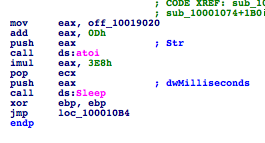 ; CODE XREF: sub_10
; sub_10001074+1B0↓
mov eax, off_10019020
add eax, 0Dh
push eax ; Str
call ds:atoi
imul eax, 3E8h
pop ecx
push eax ; dwMilliseconds
call ds:Sleep
xor ebp, ebp
jmp loc_100010B4
endp